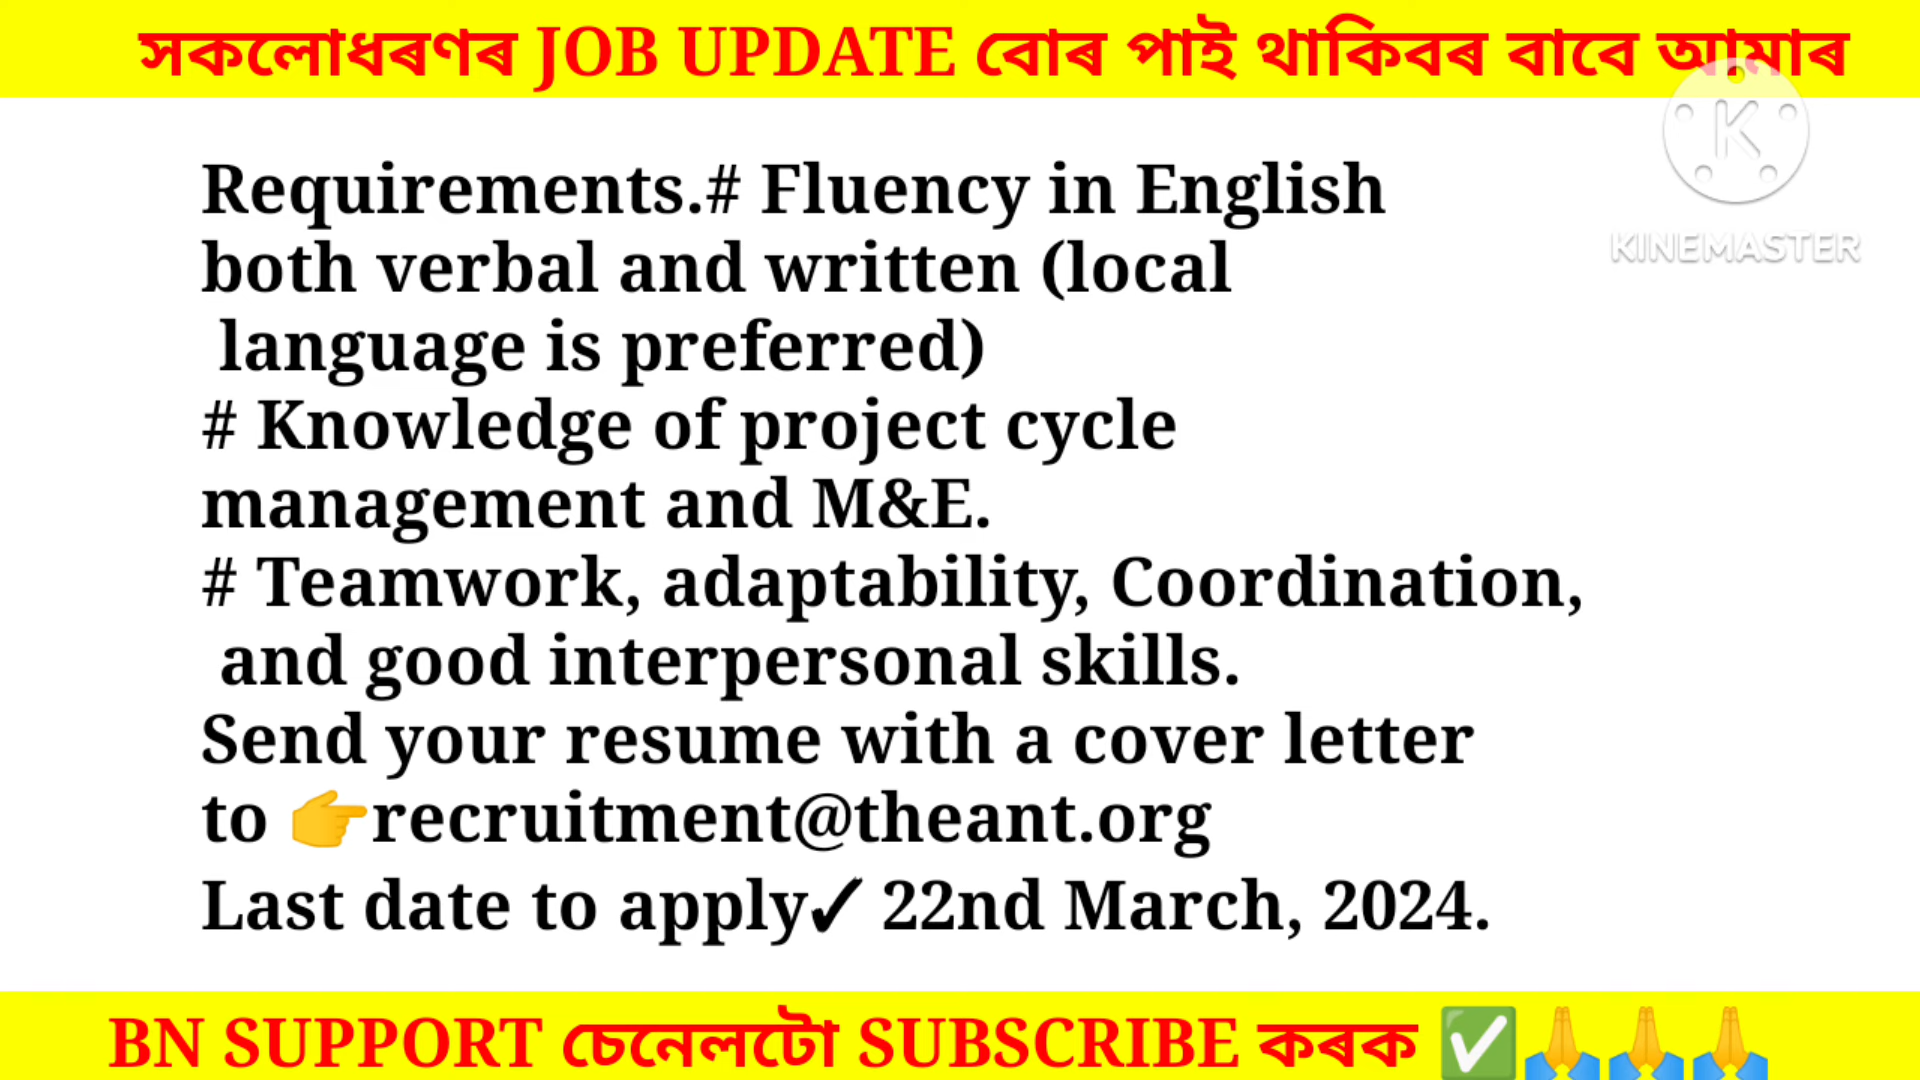 সকলোধৰণৰ JOB UPDATE বোৰ পাই থাকিবৰ বাবে আমাৰ
KINEMASTER
Requirements.# Fluency in English
both verbal and written (local
language is preferred)
# Knowledge of project cycle
management and M&E.
# Teamwork, adaptability, Coordination,
and good interpersonal skills.
Send your resume with a cover letter
to 👉recruitment@theant.org
Last date to apply✓ 22nd March, 2024.
BN SUPPORT চেনেলটো SUBSCRIBE কৰক ✅🙏🙏🙏